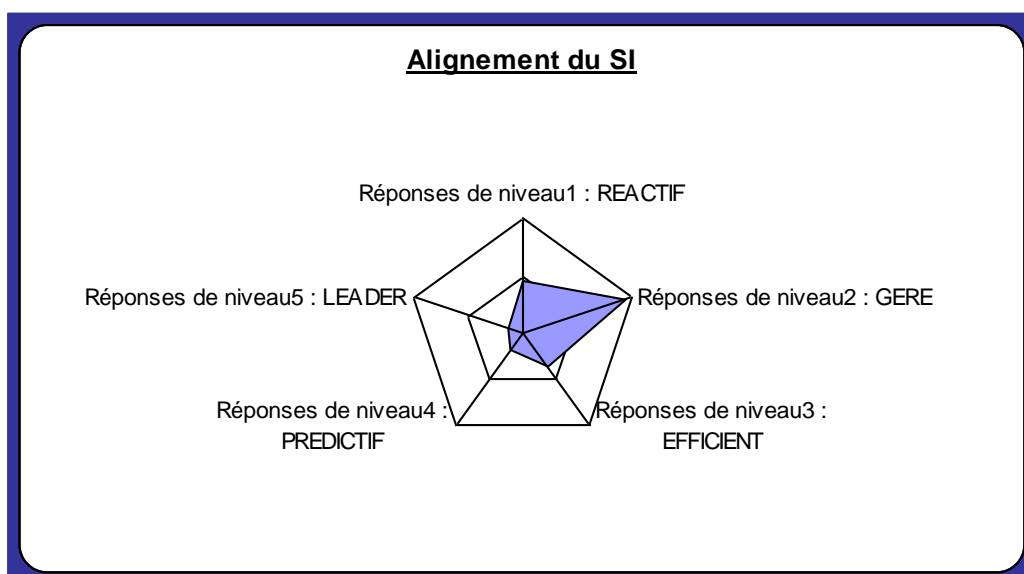 Alignement du SI
Réponses de niveau1 : REACTIF
Réponses de niveau5 : LEADER
Réponses de niveau2 : GERE
Réponses de niveau4 :
PREDICTIF
Réponses de niveau3 :
EFFICIENT